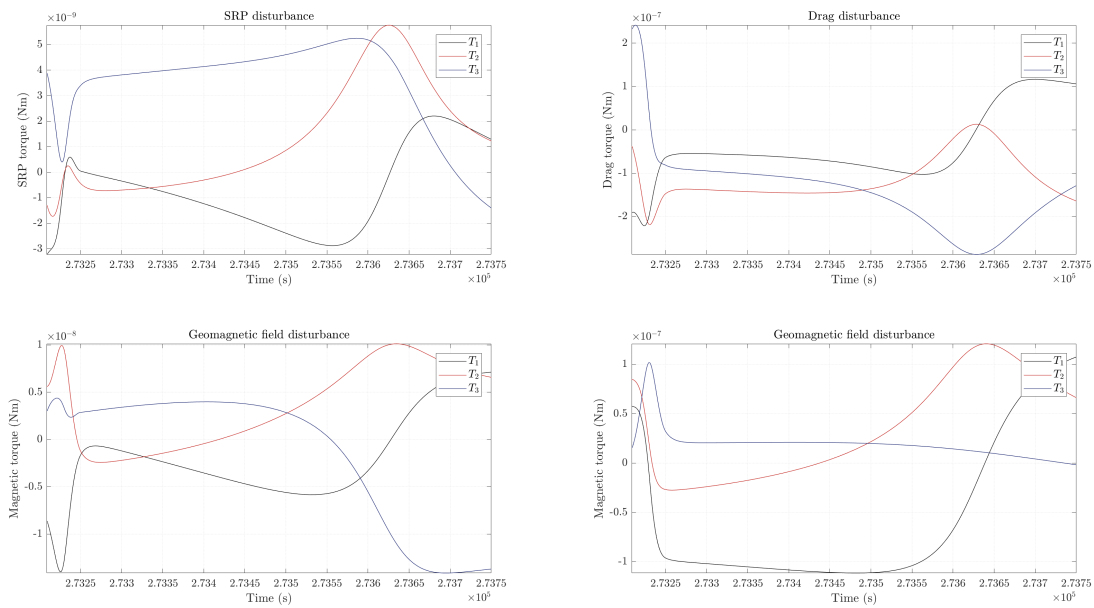 SRP disturbance
×10⁻⁹
5
4
3
2
1
0
-1
-2
-3
SRP torque (Nm)
T₁
T₂
T₃
2.7325 2.733 2.7335 2.734 2.7345 2.735 2.7355 2.736 2.7365 2.737 2.7375
Time (s)
×10⁵
Drag disturbance
×10⁻⁷
2
1
0
-1
-2
Drag torque (Nm)
T₁
T₂
T₃
2.7325 2.733 2.7335 2.734 2.7345 2.735 2.7355 2.736 2.7365 2.737 2.7375
Time (s)
×10⁵
Geomagnetic field disturbance
×10⁻⁸
1
0.5
0
-0.5
-1
Magnetic torque (Nm)
T₁
T₂
T₃
2.7325 2.733 2.7335 2.734 2.7345 2.735 2.7355 2.736 2.7365 2.737 2.7375
Time (s)
×10⁵
Geomagnetic field disturbance
×10⁻⁷
1
0.5
0
-0.5
-1
Magnetic torque (Nm)
T₁
T₂
T₃
2.7325 2.733 2.7335 2.734 2.7345 2.735 2.7355 2.736 2.7365 2.737 2.7375
Time (s)
×10⁵